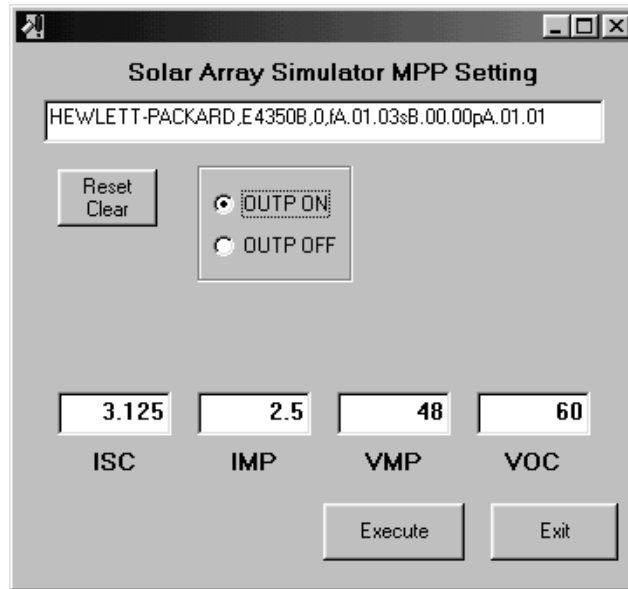 Solar Array Simulator MPP Setting
HEWLETT-PACKARD,E4350B,0,fA.01.03sB.00.00pA.01.01
Reset
Clear
OUTP ON
OUTP OFF
3.125 2.5 48 60
ISC IMP VMP VOC
Execute Exit